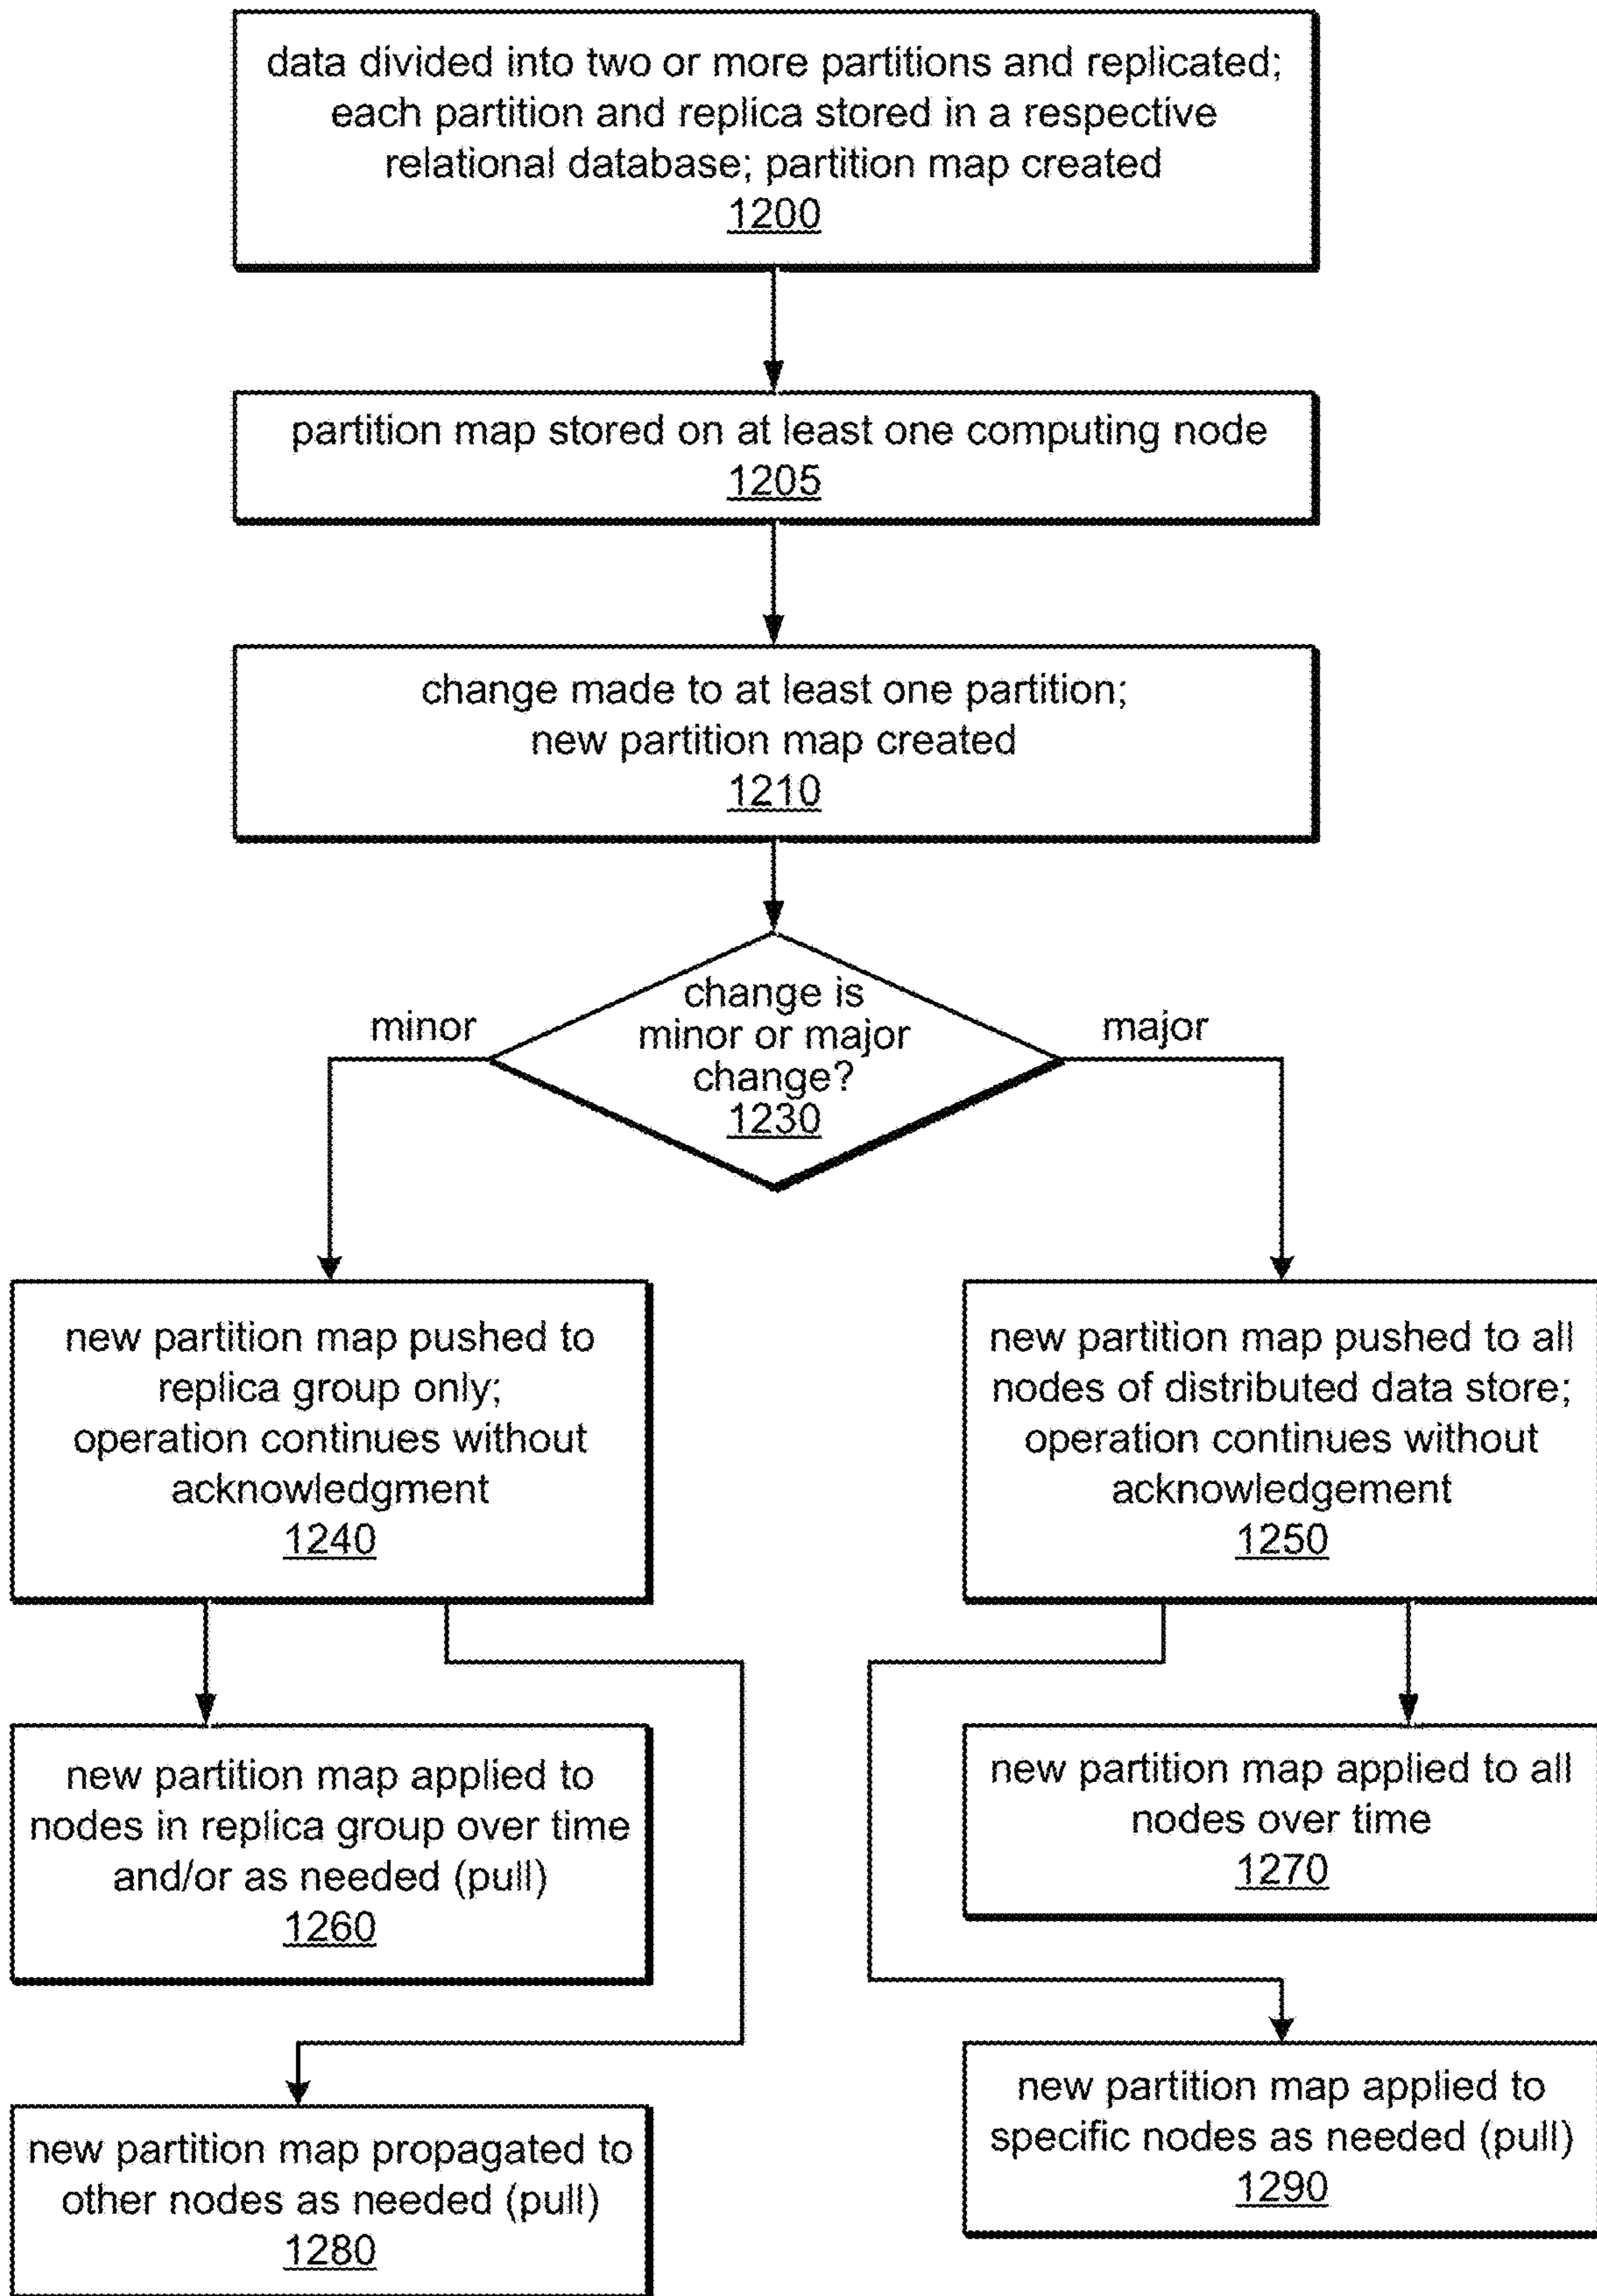 data divided into two or more partitions and replicated;
each partition and replica stored in a respective
relational database; partition map created
1200
partition map stored on at least one computing node
1205
change made to at least one partition;
new partition map created
1210
change is
minor or major
change?
1230
minor
major
new partition map pushed to
replica group only;
operation continues without
acknowledgment
1240
new partition map pushed to all
nodes of distributed data store;
operation continues without
acknowledgement
1250
new partition map applied to
nodes in replica group over time
and/or as needed (pull)
1260
new partition map applied to all
nodes over time
1270
new partition map propagated to
other nodes as needed (pull)
1280
new partition map applied to
specific nodes as needed (pull)
1290